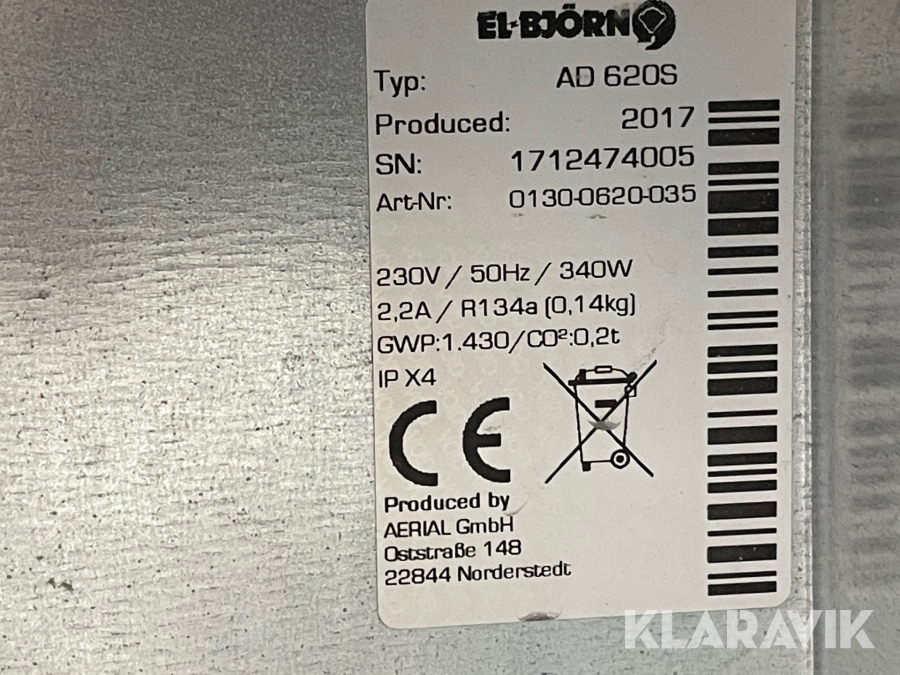 EL-BJÖRN
Typ: AD 620S
Produced: 2017
SN: 1712474005
Art-Nr: 0130-0620-035
230V / 50Hz / 340W
2,2A / R134a (0,14kg)
GWP:1.430/CO²:0,2t
IP X4
CE
Produced by
AERIAL GmbH
Oststraße 148
22844 Norderstedt
KLARAVIK